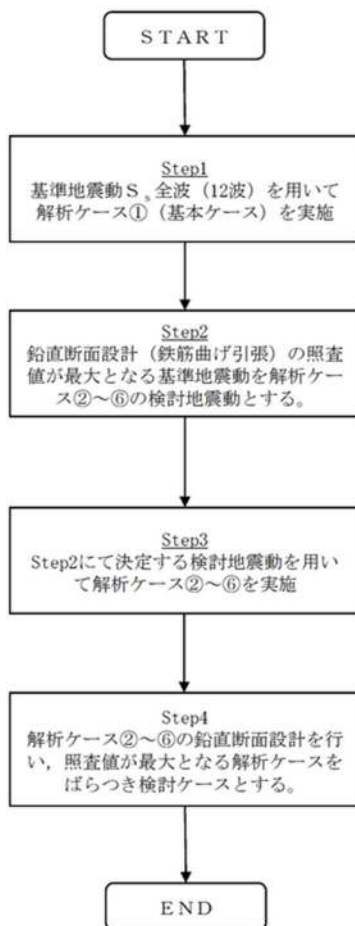 ＳＴＡＲＴ
Step1
基準地震動Ｓｓ全波（12波）を用いて
解析ケース①（基本ケース）を実施
Step2
鉛直断面設計（鉄筋曲げ引張）の照査
値が最大となる基準地震動を解析ケー
ス②～⑥の検討地震動とする。
Step3
Step2にて決定する検討地震動を用い
て解析ケース②～⑥を実施
Step4
解析ケース②～⑥の鉛直断面設計を行
い，照査値が最大となる解析ケースを
ばらつき検討ケースとする。
ＥＮＤ